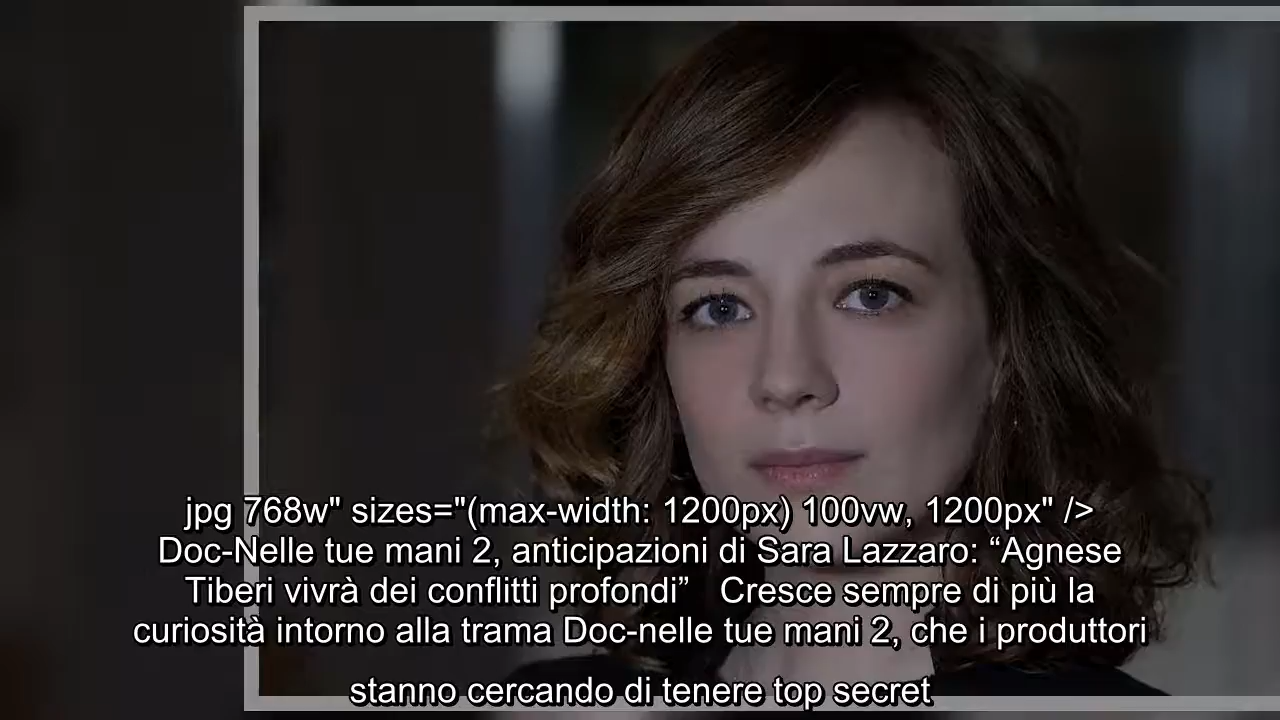 jpg 768w" sizes="(max-width: 1200px) 100vw, 1200px" />
Doc-Nelle tue mani 2, anticipazioni di Sara Lazzaro: “Agnese
Tiberi vivrà dei conflitti profondi”   Cresce sempre di più la
curiosità intorno alla trama Doc-nelle tue mani 2, che i produttori
stanno cercando di tenere top secret